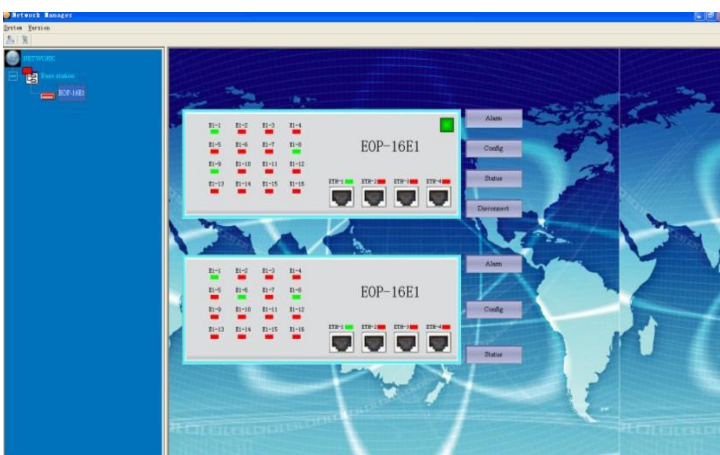 Network Manager
System Version
NETWORK
Base station
EOP-16E1
E1-1 E1-2 E1-3 E1-4
E1-5 E1-6 E1-7 E1-8
E1-9 E1-10 E1-11 E1-12
E1-13 E1-14 E1-15 E1-16
EOP-16E1
ETH-1 ETH-2 ETH-3 ETH-4
Alarm
Config
Status
Disconnect
E1-1 E1-2 E1-3 E1-4
E1-5 E1-6 E1-7 E1-8
E1-9 E1-10 E1-11 E1-12
E1-13 E1-14 E1-15 E1-16
EOP-16E1
ETH-1 ETH-2 ETH-3 ETH-4
Alarm
Config
Status